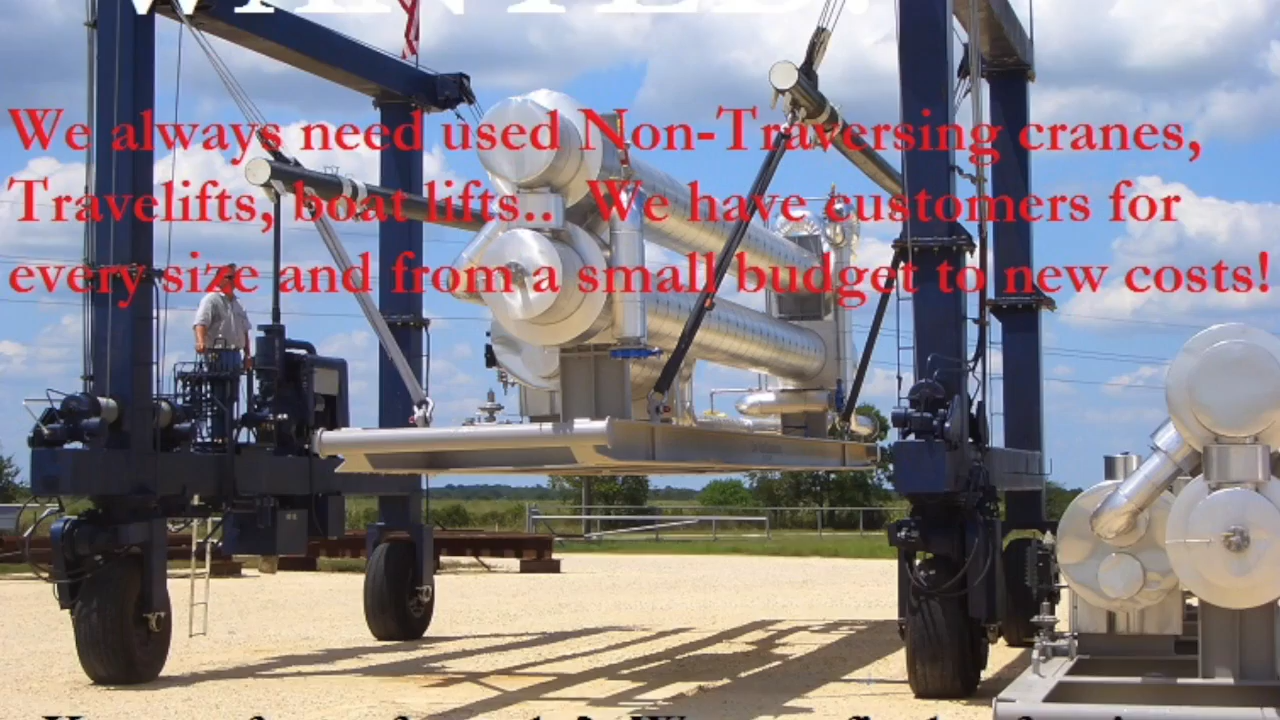 WANTED!
We always need used Non-Traversing cranes,
Travelifts, boat lifts.. We have customers for
every size and from a small budget to new costs!